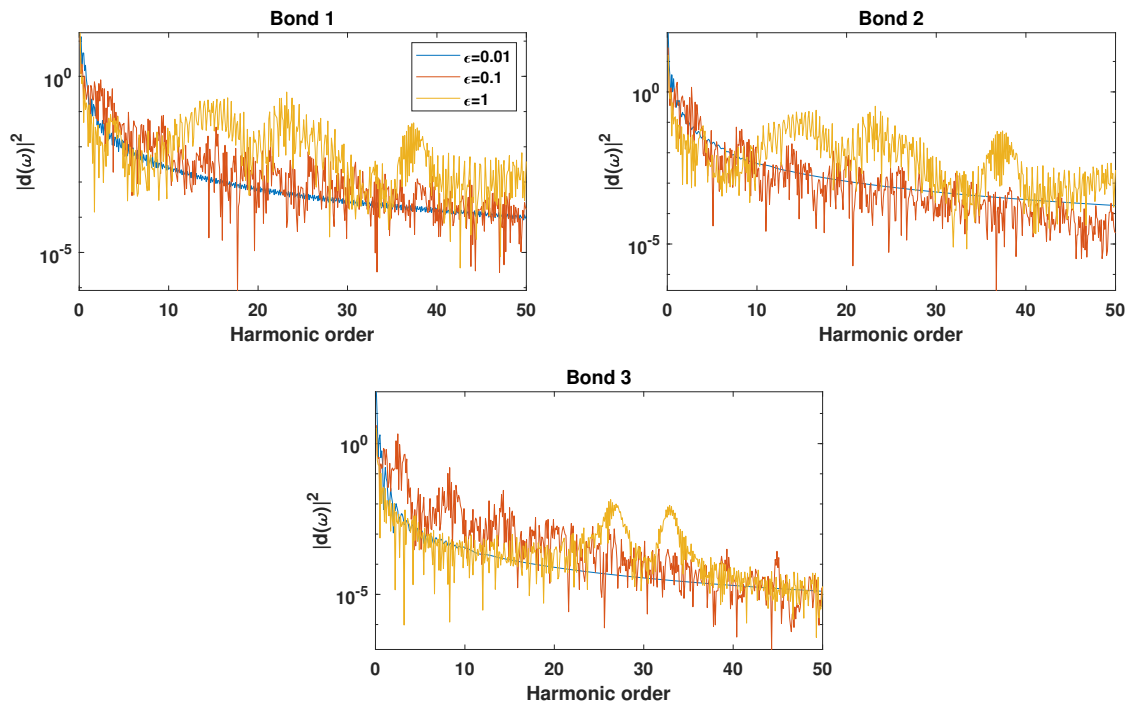 Bond 1
|d(ω)|²
10⁰
10⁻⁵
0 10 20 30 40 50
Harmonic order
ϵ=0.01
ϵ=0.1
ϵ=1
Bond 2
|d(ω)|²
10⁰
10⁻⁵
0 10 20 30 40 50
Harmonic order
Bond 3
|d(ω)|²
10⁰
10⁻⁵
0 10 20 30 40 50
Harmonic order